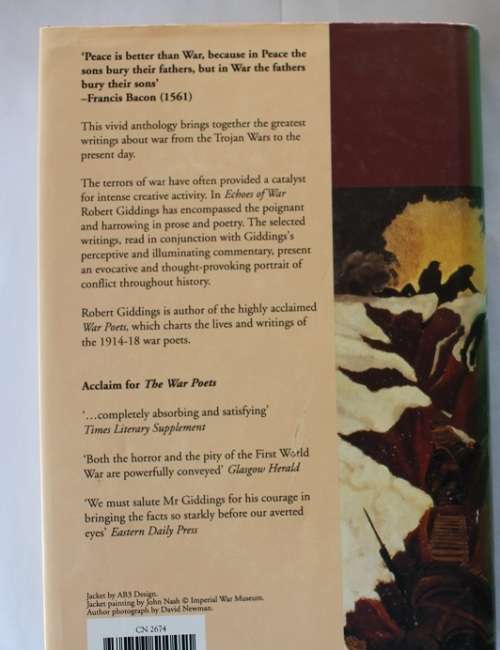 'Peace is better than War, because in Peace the
sons bury their fathers, but in War the fathers
bury their sons'
–Francis Bacon (1561)
This vivid anthology brings together the greatest
writings about war from the Trojan Wars to the
present day.
The terrors of war have often provided a catalyst
for intense creative activity. In Echoes of War
Robert Giddings has encompassed the poignant
and harrowing in prose and poetry. The selected
writings, read in conjunction with Giddings's
perceptive and illuminating commentary, present
an evocative and thought-provoking portrait of
conflict throughout history.
Robert Giddings is author of the highly acclaimed
War Poets, which charts the lives and writings of
the 1914-18 war poets.
Acclaim for The War Poets
'...completely absorbing and satisfying'
Times Literary Supplement
'Both the horror and the pity of the First World
War are powerfully conveyed' Glasgow Herald
'We must salute Mr Giddings for his courage in
bringing the facts so starkly before our averted
eyes' Eastern Daily Press
Jacket by AB3 Design.
Jacket painting by John Nash © Imperial War Museum.
Author photograph by David Newman.
CN 2674